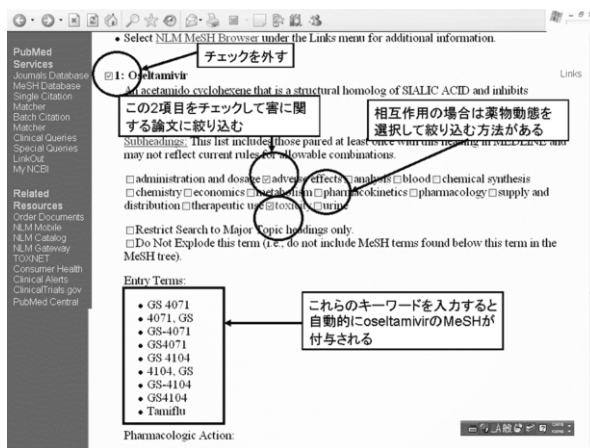 PubMed
Services
Journals Database
MeSH Database
Single Citation
Matcher
Batch Citation
Matcher
Clinical Queries
Special Queries
LinkOut
My NCBI
Related
Resources
Order Documents
NLM Mobile
NLM Catalog
NLM Gateway
TOXNET
Consumer Health
Clinical Alerts
ClinicalTrials.gov
PubMed Central
• Select NLM MeSH Browser under the Links menu for additional information.
チェックを外す
☑1: Oseltamivir
Links
An acetamido cyclohexene that is a structural homolog of SIALIC ACID and inhibits
この2項目をチェックして害に関
する論文に絞り込む
相互作用の場合は薬物動態を
選択して絞り込む方法がある
Subheadings: This list includes those paired at least once with this heading in MEDLINE and
may not reflect current rules for allowable combinations.
□administration and dosage ☑adverse effects □analysis □blood □chemical synthesis
□chemistry □economics □metabolism □pharmacokinetics □pharmacology □supply and
distribution □therapeutic use ☑toxicity □urine
□Restrict Search to Major Topic headings only.
□Do Not Explode this term (i.e., do not include MeSH terms found below this term in the
MeSH tree).
Entry Terms:
• GS 4071
• 4071, GS
• GS-4071
• GS4071
• GS 4104
• 4104, GS
• GS-4104
• GS4104
• Tamiflu
これらのキーワードを入力すると
自動的にoseltamivirのMeSHが
付与される
Pharmacologic Action: